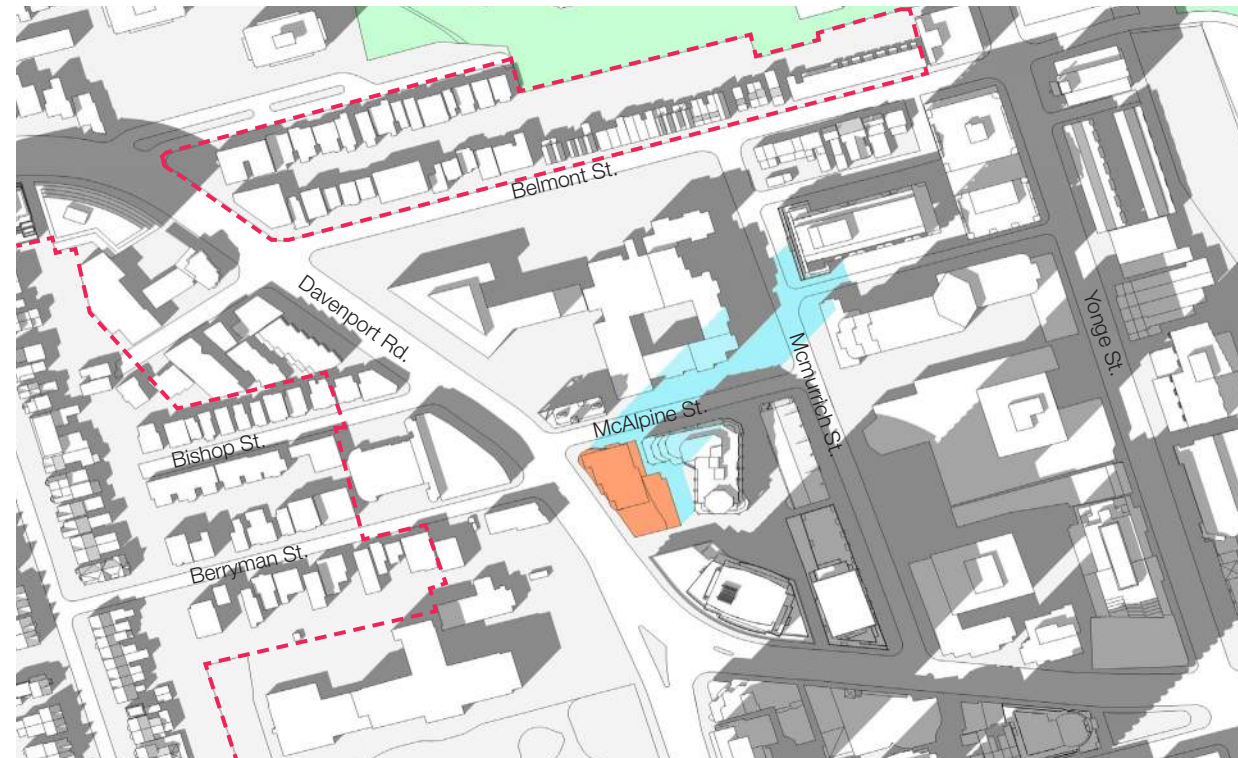 Belmont St.
Davenport Rd.
Yonge St.
Mcmurrich St.
McAlpine St.
Bishop St.
Berryman St.